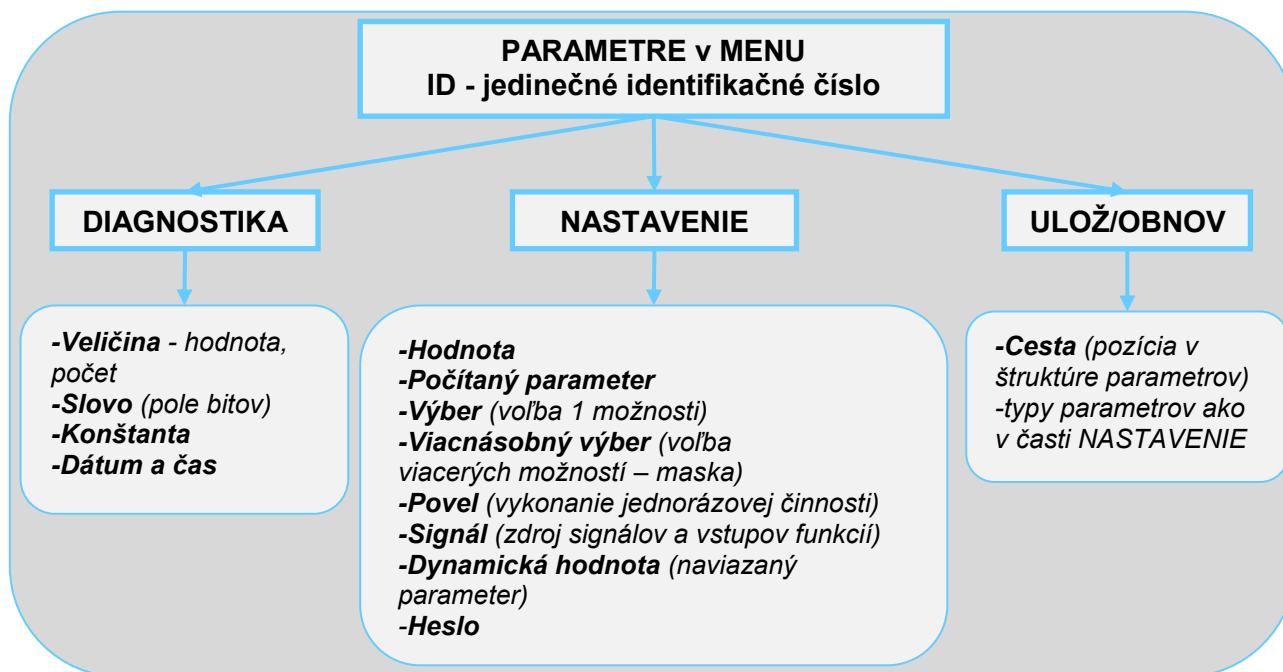 PARAMETRE v MENU
ID - jedinečné identifikačné číslo
DIAGNOSTIKA
NASTAVENIE
ULOŽ/OBNOV
-Veličina - hodnota,
počet
-Slovo (pole bitov)
-Konštanta
-Dátum a čas
-Hodnota
-Počítaný parameter
-Výber (voľba 1 možnosti)
-Viacnásobný výber (voľba
viacerých možností – maska)
-Povel (vykonanie jednorázovej činnosti)
-Signál (zdroj signálov a vstupov funkcií)
-Dynamická hodnota (naviazaný
parameter)
-Heslo
-Cesta (pozícia v
štruktúre parametrov)
-typy parametrov ako
v časti NASTAVENIE